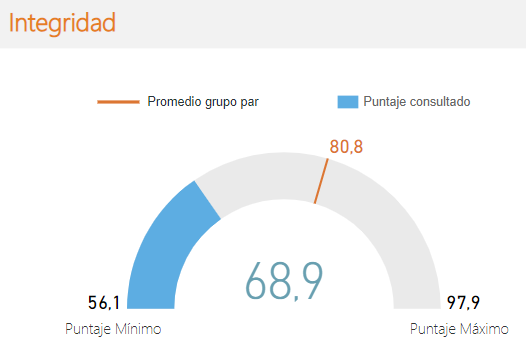 Integridad
Promedio grupo par
Puntaje consultado
80,8
68,9
56,1
97,9
Puntaje Mínimo
Puntaje Máximo